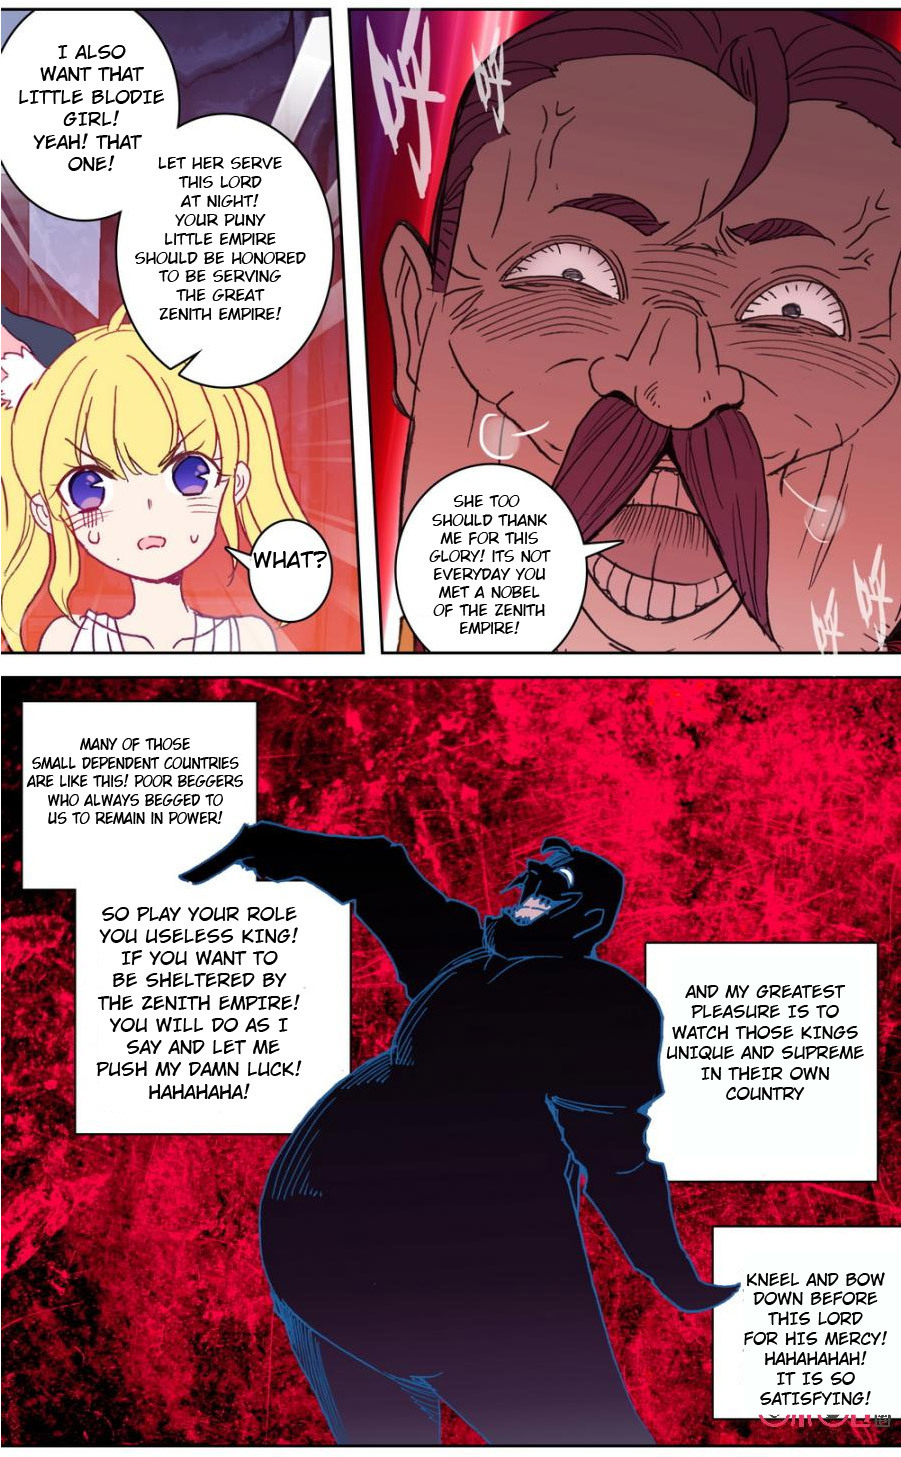 I ALSO
WANT THAT
LITTLE BLODIE
GIRL!
YEAH! THAT
ONE!
LET HER SERVE
THIS LORD
AT NIGHT!
YOUR PUNY
LITTLE EMPIRE
SHOULD BE HONORED
TO BE SERVING
THE GREAT
ZENITH EMPIRE!
WHAT?
SHE TOO
SHOULD THANK
ME FOR THIS
GLORY! ITS NOT
EVERYDAY YOU
MET A NOBEL
OF THE ZENITH
EMPIRE!
MANY OF THOSE
SMALL DEPENDENT COUNTRIES
ARE LIKE THIS! POOR BEGGERS
WHO ALWAYS BEGGED TO
US TO REMAIN IN POWER!
SO PLAY YOUR ROLE
YOU USELESS KING!
IF YOU WANT TO
BE SHELTERED BY
THE ZENITH EMPIRE!
YOU WILL DO AS I
SAY AND LET ME
PUSH MY DAMN LUCK!
HAHAHAHA!
AND MY GREATEST
PLEASURE IS TO
WATCH THOSE KINGS
UNIQUE AND SUPREME
IN THEIR OWN
COUNTRY
KNEEL AND BOW
DOWN BEFORE
THIS LORD
FOR HIS MERCY!
HAHAHAHAH!
IT IS SO
SATISFYING!